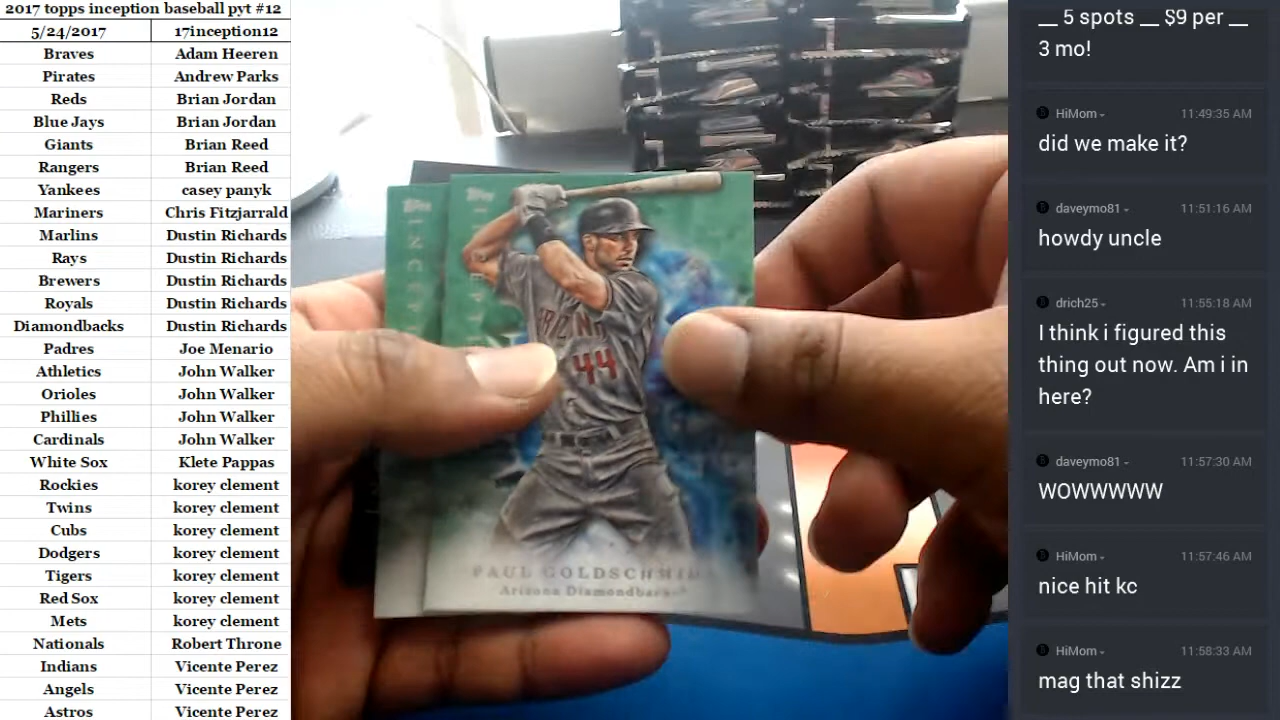 2017 topps inception baseball pyt #12
5/24/2017 17inception12
Braves Adam Heeren
Pirates Andrew Parks
Reds Brian Jordan
Blue Jays Brian Jordan
Giants Brian Reed
Rangers Brian Reed
Yankees casey panyk
Mariners Chris Fitzjarrald
Marlins Dustin Richards
Rays Dustin Richards
Brewers Dustin Richards
Royals Dustin Richards
Diamondbacks Dustin Richards
Padres Joe Menario
Athletics John Walker
Orioles John Walker
Phillies John Walker
Cardinals John Walker
White Sox Klete Pappas
Rockies korey clement
Twins korey clement
Cubs korey clement
Dodgers korey clement
Tigers korey clement
Red Sox korey clement
Mets korey clement
Nationals Robert Throne
Indians Vicente Perez
Angels Vicente Perez
Astros Vicente Perez
Topps
Topps
44
PAUL GOLDSCHMID
Arizona Diamondbacks
__ 5 spots __ $9 per __
3 mo!
HiMom 11:49:35 AM
did we make it?
daveymo81 11:51:16 AM
howdy uncle
drich25 11:55:18 AM
I think i figured this
thing out now. Am i in
here?
daveymo81 11:57:30 AM
WOWWWWW
HiMom 11:57:46 AM
nice hit kc
HiMom 11:58:33 AM
mag that shizz